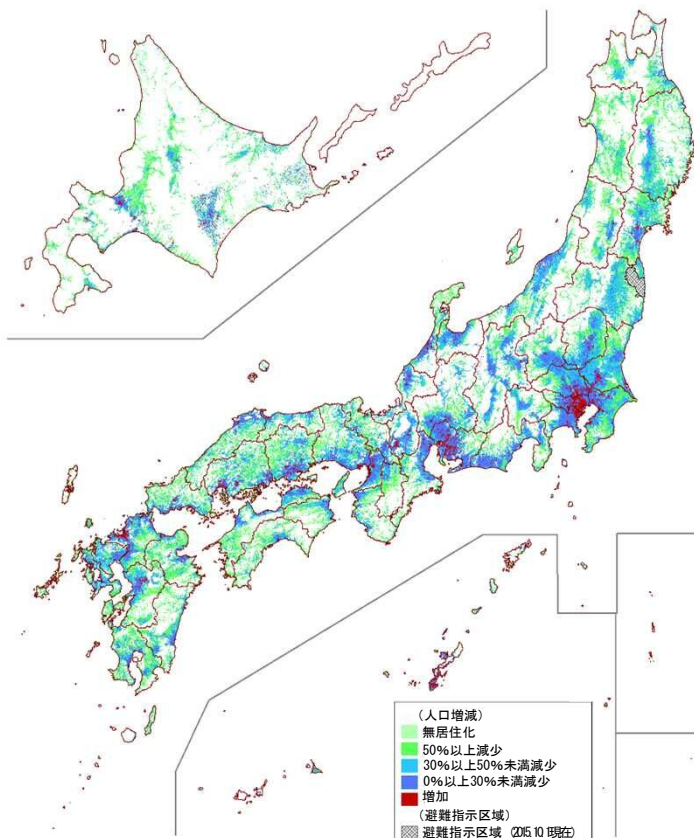 （人口増減）
無居住化
50％以上減少
30％以上50％未満減少
0％以上30％未満減少
増加
（避難指示区域）
避難指示区域 (2015.10.1現在)